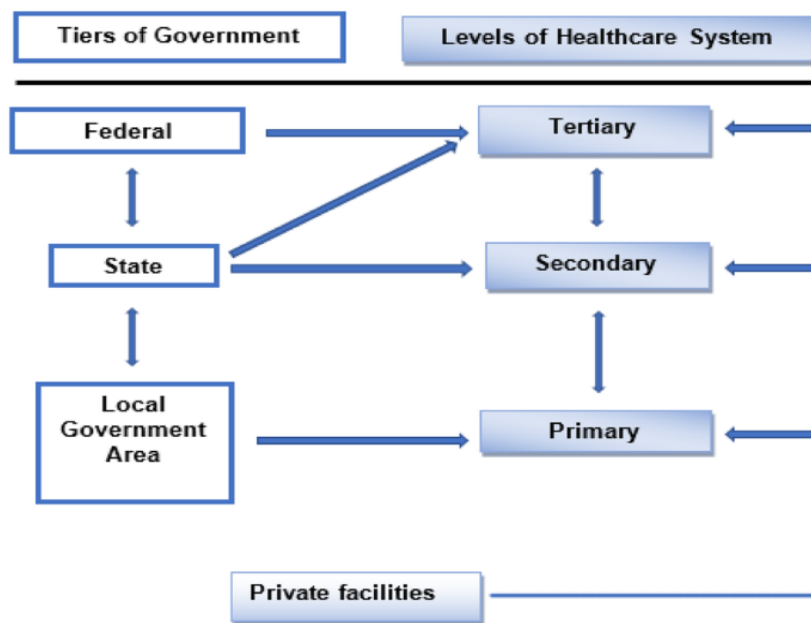 Tiers of Government
Levels of Healthcare System
Federal
Tertiary
State
Secondary
Local
Government
Area
Primary
Private facilities